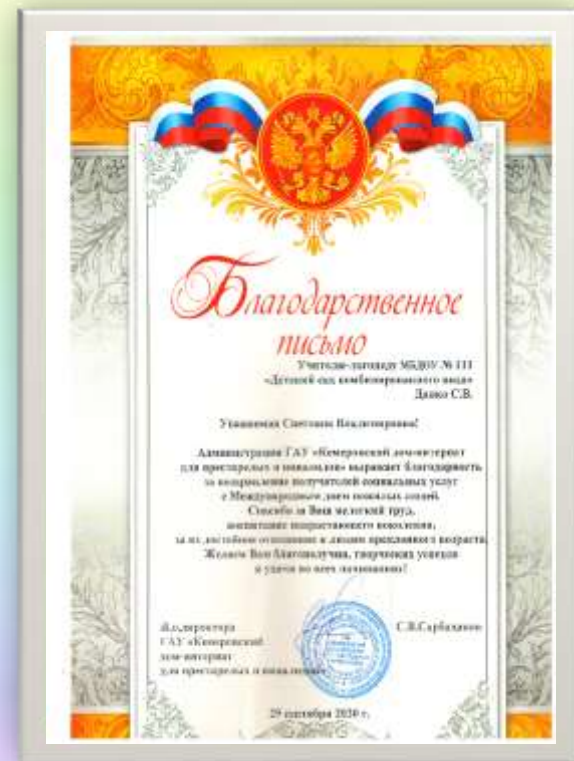 Благодарственное
письмо
Учителю-логопеду МБДОУ № 111
«Детский сад комбинированного вида»
С.В.
Уважаемая Светлана Владимировна!
Администрация ГАУ «Кемеровский дом-интернат
для престарелых и инвалидов» выражает благодарность
за поздравление получателей социальных услуг
с Международным днем пожилых людей.
Спасибо за Ваш нелегкий труд,
воспитание подрастающего поколения,
за их достойное отношение к людям преклонного возраста.
Желаем Вам благополучия, творческих успехов
и удачи во всех начинаниях!
И.о.директора
ГАУ «Кемеровский
дом-интернат
для престарелых и инвалидов»
29 сентября 2020 г.